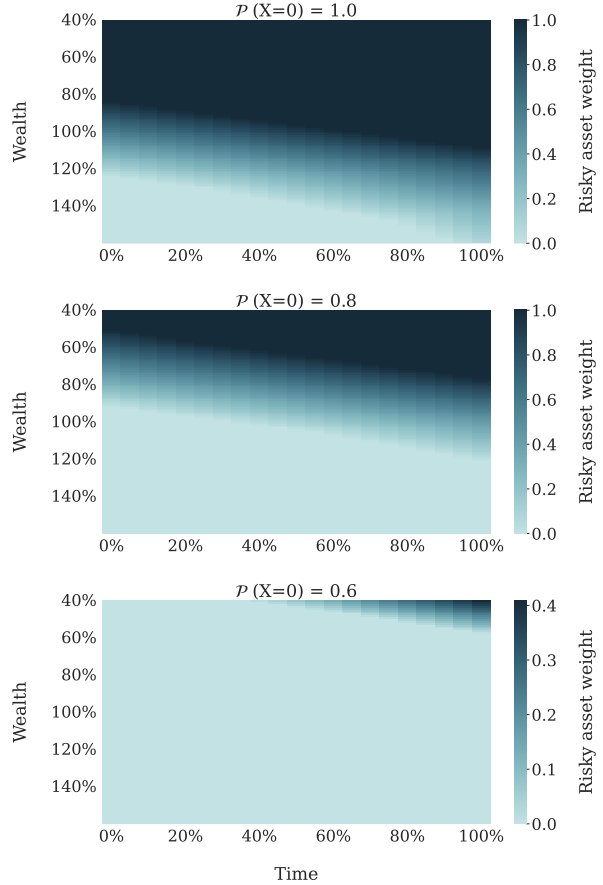 𝒫 (X=0) = 1.0
40%
60%
80%
100%
120%
140%
Wealth
0% 20% 40% 60% 80% 100%
1.0
0.8
0.6
0.4
0.2
0.0
Risky asset weight
𝒫 (X=0) = 0.8
40%
60%
80%
100%
120%
140%
Wealth
0% 20% 40% 60% 80% 100%
1.0
0.8
0.6
0.4
0.2
0.0
Risky asset weight
𝒫 (X=0) = 0.6
40%
60%
80%
100%
120%
140%
Wealth
0% 20% 40% 60% 80% 100%
0.4
0.3
0.2
0.1
0.0
Risky asset weight
Time